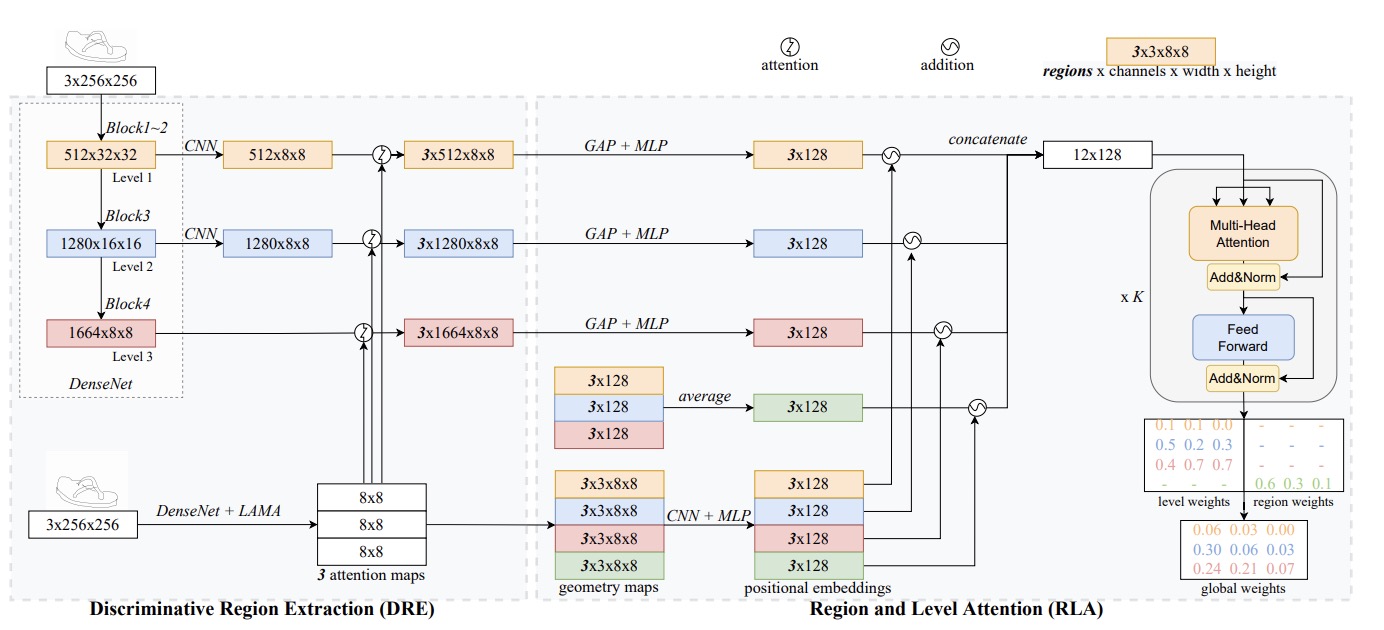 3x256x256
attention
addition
3x3x8x8
regions x channels x width x height
Block1~2
512x32x32
Level 1
CNN
512x8x8
3x512x8x8
GAP + MLP
3x128
concatenate
12x128
Block3
1280x16x16
Level 2
CNN
1280x8x8
3x1280x8x8
GAP + MLP
3x128
Block4
1664x8x8
Level 3
DenseNet
3x1664x8x8
GAP + MLP
3x128
3x128
3x128
3x128
average
3x128
3x256x256
DenseNet + LAMA
8x8
8x8
8x8
3 attention maps
3x3x8x8
3x3x8x8
3x3x8x8
3x3x8x8
geometry maps
CNN + MLP
3x128
3x128
3x128
3x128
positional embeddings
x K
Multi-Head
Attention
Add&Norm
Feed
Forward
Add&Norm
0.1 0.1 0.0 - - -
0.5 0.2 0.3 - - -
0.4 0.7 0.7 - - -
- - - 0.6 0.3 0.1
level weights region weights
0.06 0.03 0.00
0.30 0.06 0.03
0.24 0.21 0.07
global weights
Discriminative Region Extraction (DRE)
Region and Level Attention (RLA)